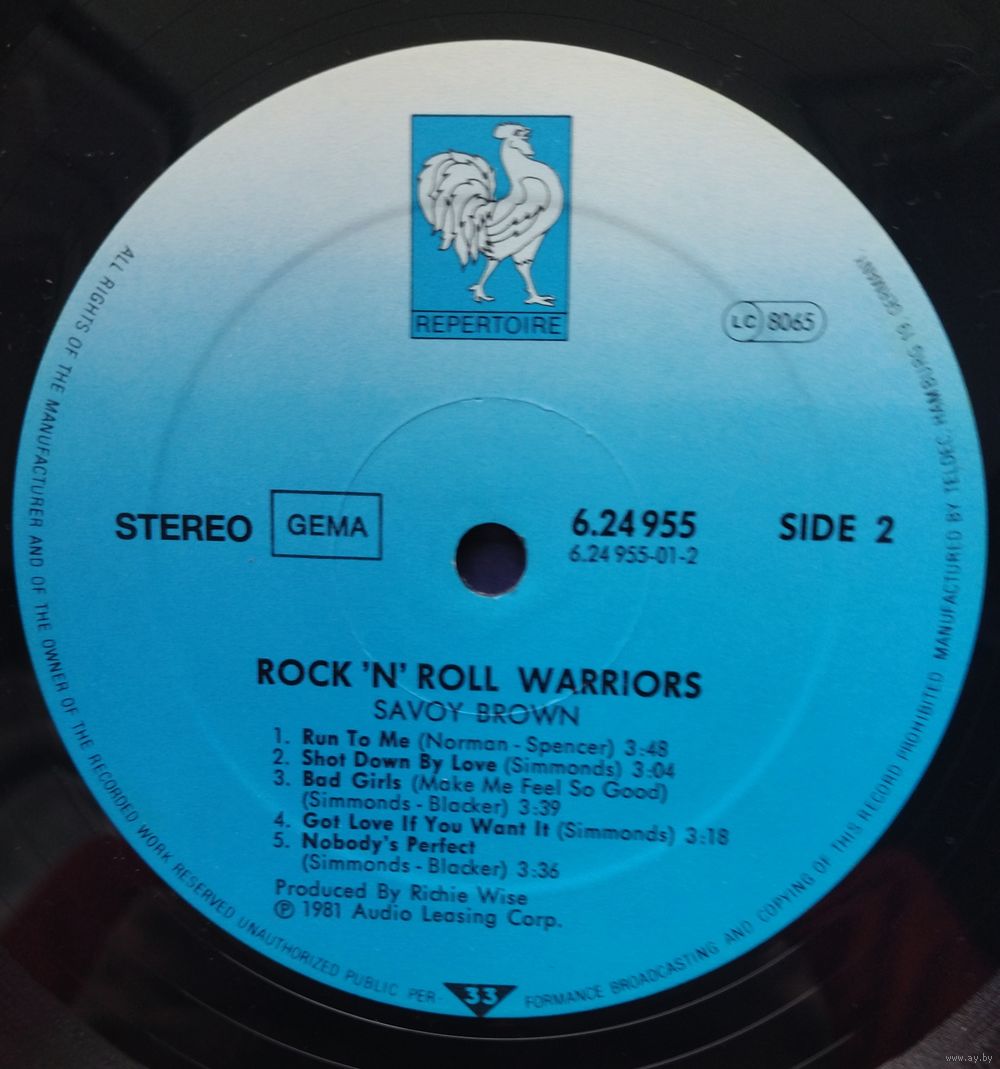 REPERTOIRE
LC 8065
STEREO GEMA 6.24 955 SIDE 2
6.24 955-01-2
ROCK 'N' ROLL WARRIORS
SAVOY BROWN
1. Run To Me (Norman - Spencer) 3:48
2. Shot Down By Love (Simmonds) 3:04
3. Bad Girls (Make Me Feel So Good)
(Simmonds - Blacker) 3:39
4. Got Love If You Want It (Simmonds) 3:18
5. Nobody's Perfect
(Simmonds - Blacker) 3:36
Produced By Richie Wise
℗ 1981 Audio Leasing Corp.
ALL RIGHTS OF THE MANUFACTURER AND OF THE OWNER OF THE RECORDED WORK RESERVED UNAUTHORIZED PUBLIC PER- 33 FORMANCE BROADCASTING AND COPYING OF THIS RECORD PROHIBITED MANUFACTURED BY TELDEC, HAMBURG 19 GERMANY
www.ay.by